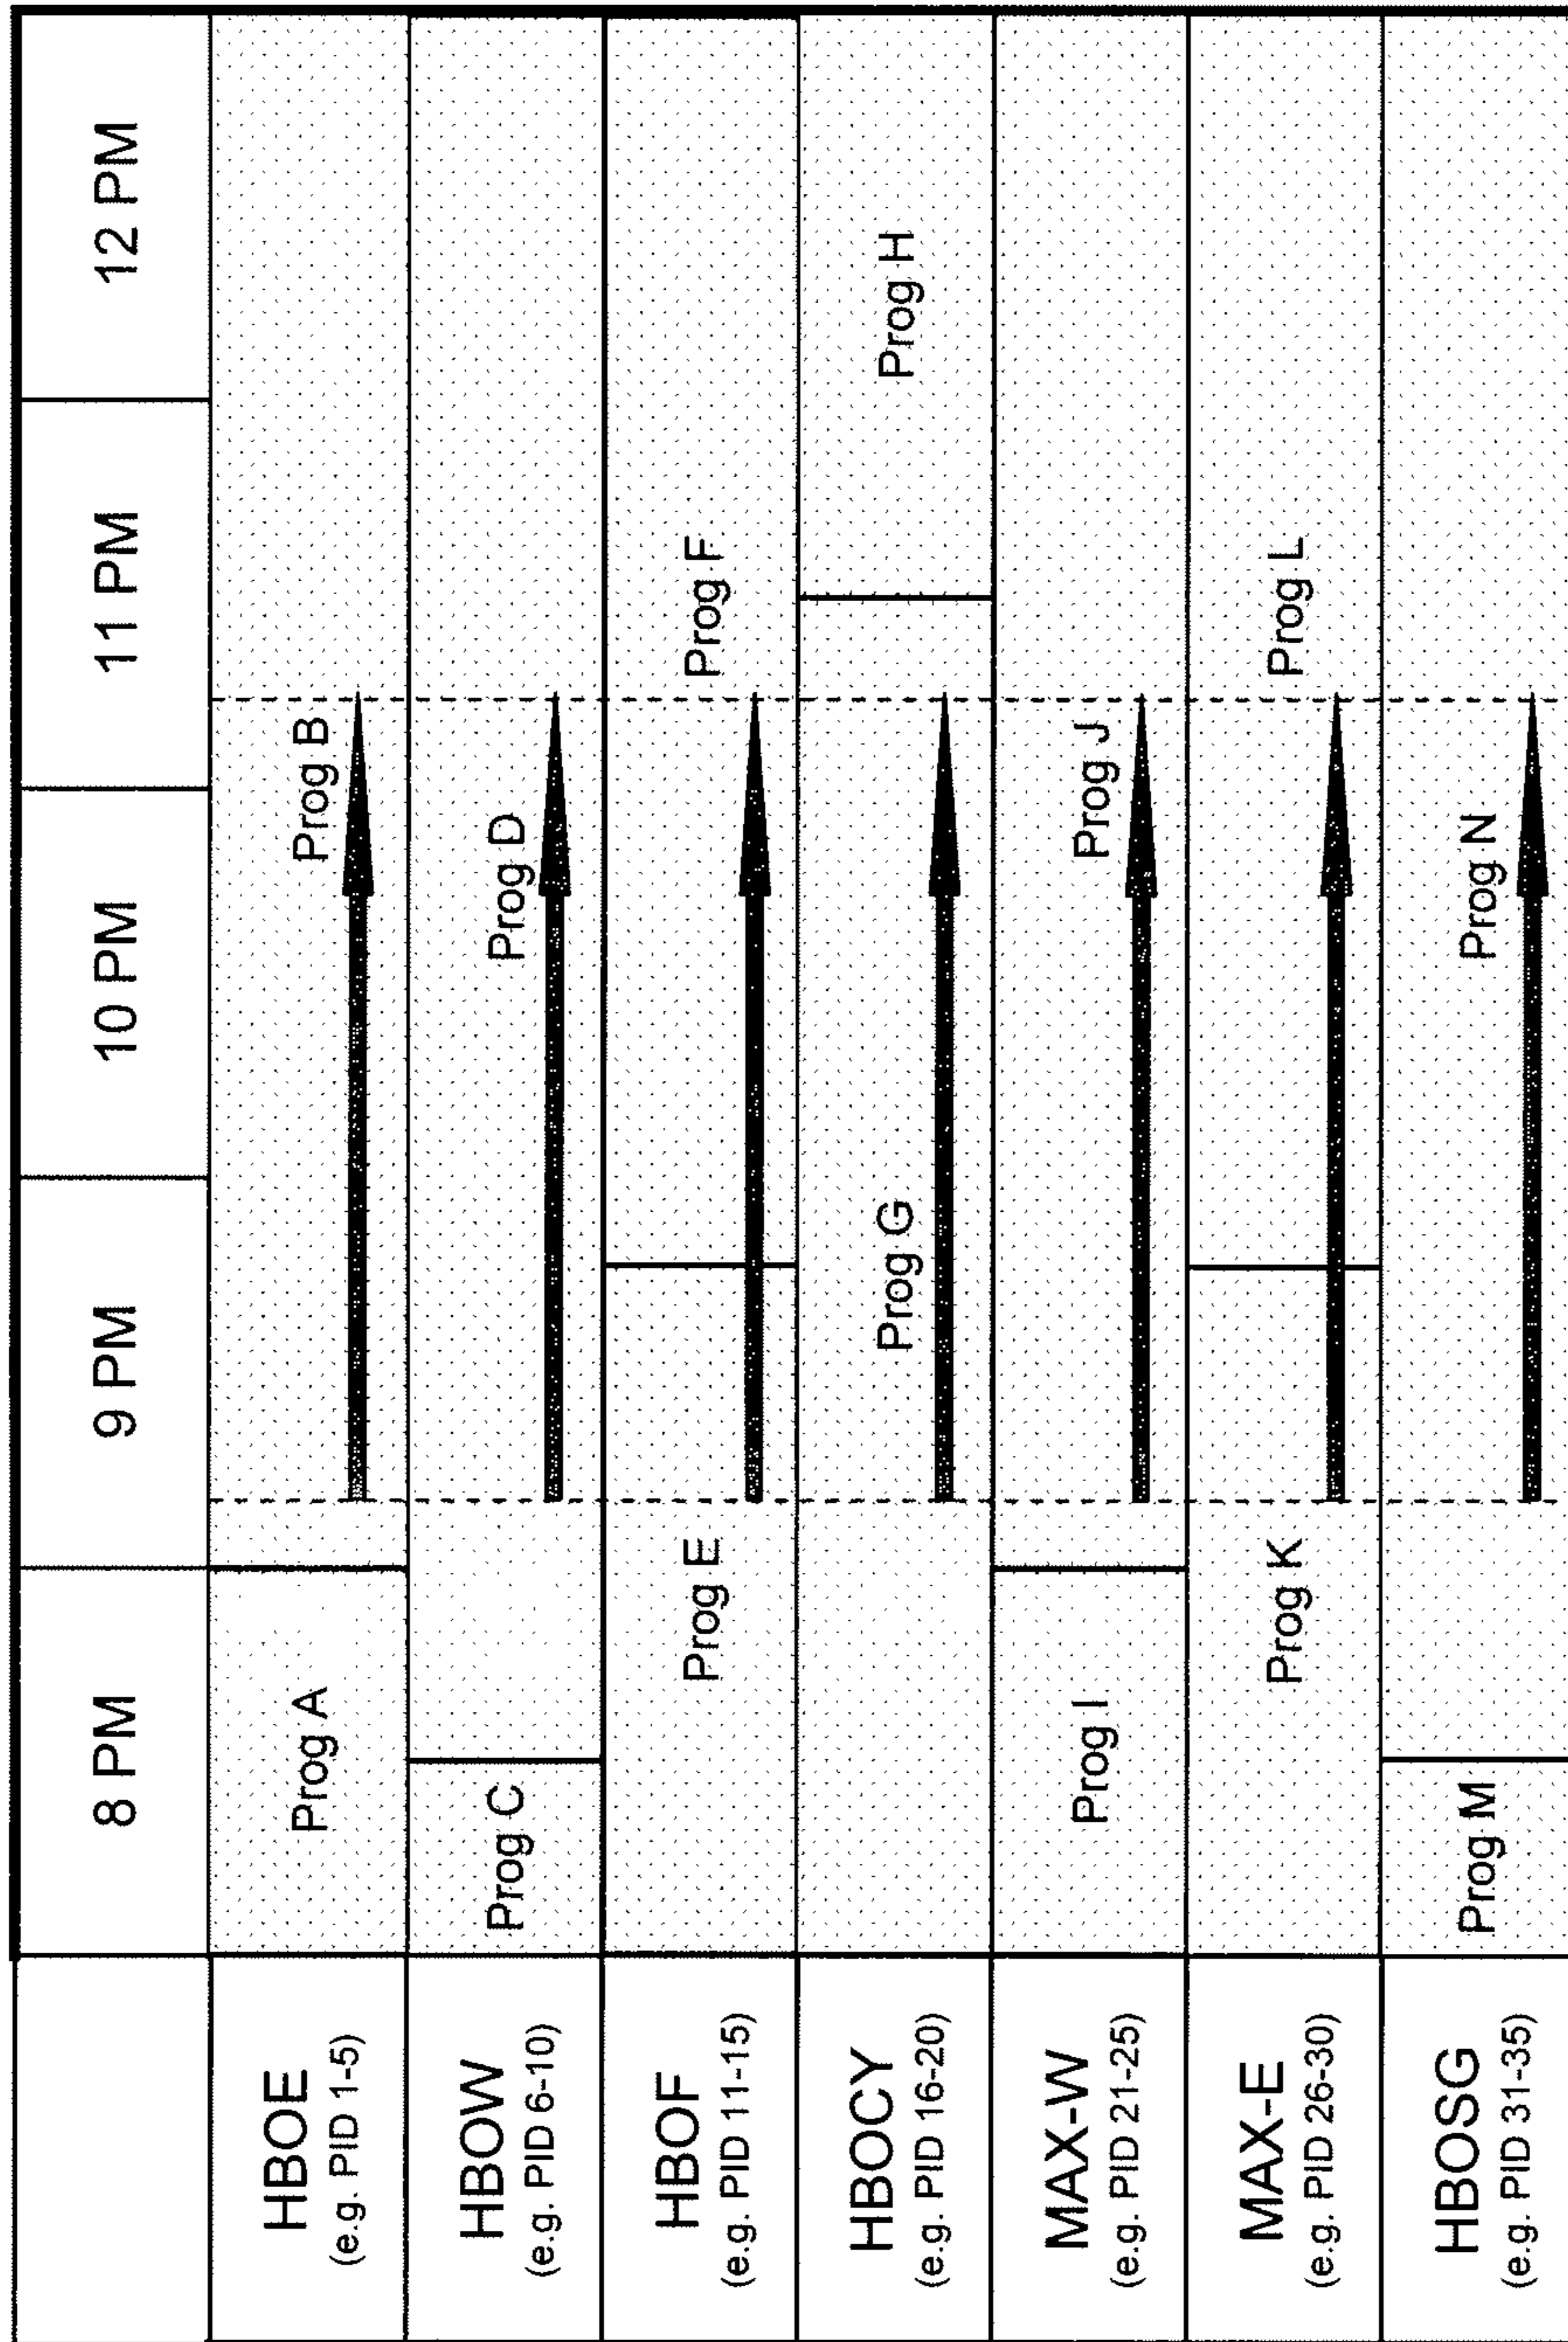 8 PM
9 PM
10 PM
11 PM
12 PM
HBOE
(e.g. PID 1-5)
Prog A
Prog B
HBOW
(e.g. PID 6-10)
Prog C
Prog D
HBOF
(e.g. PID 11-15)
Prog E
Prog F
HBOCY
(e.g. PID 16-20)
Prog G
Prog H
MAX-W
(e.g. PID 21-25)
Prog I
Prog J
MAX-E
(e.g. PID 26-30)
Prog K
Prog L
HBOSG
(e.g. PID 31-35)
Prog M
Prog N